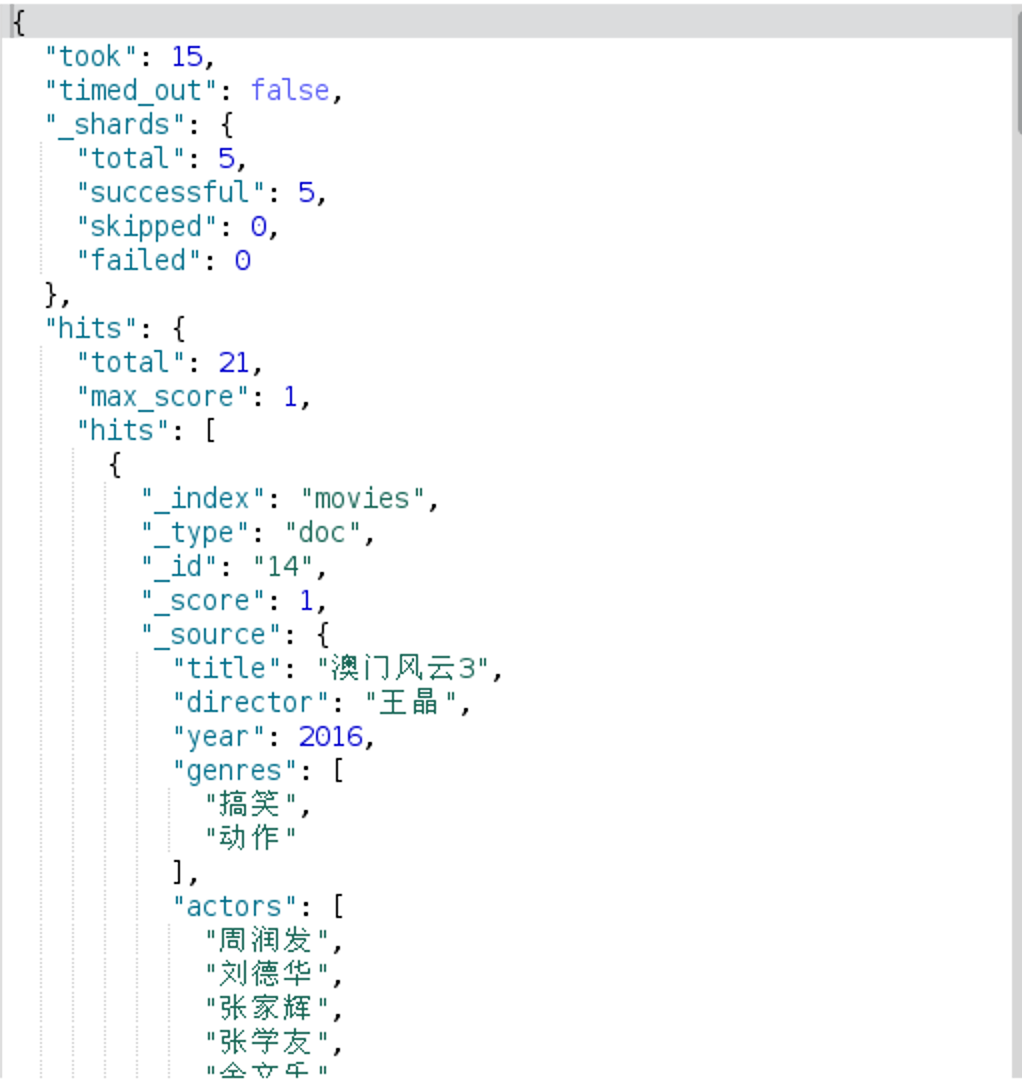 {
"took": 15,
"timed_out": false,
"_shards": {
"total": 5,
"successful": 5,
"skipped": 0,
"failed": 0
},
"hits": {
"total": 21,
"max_score": 1,
"hits": [
{
"_index": "movies",
"_type": "doc",
"_id": "14",
"_score": 1,
"_source": {
"title": "澳门风云3",
"director": "王晶",
"year": 2016,
"genres": [
"搞笑",
"动作"
],
"actors": [
"周润发",
"刘德华",
"张家辉",
"张学友",